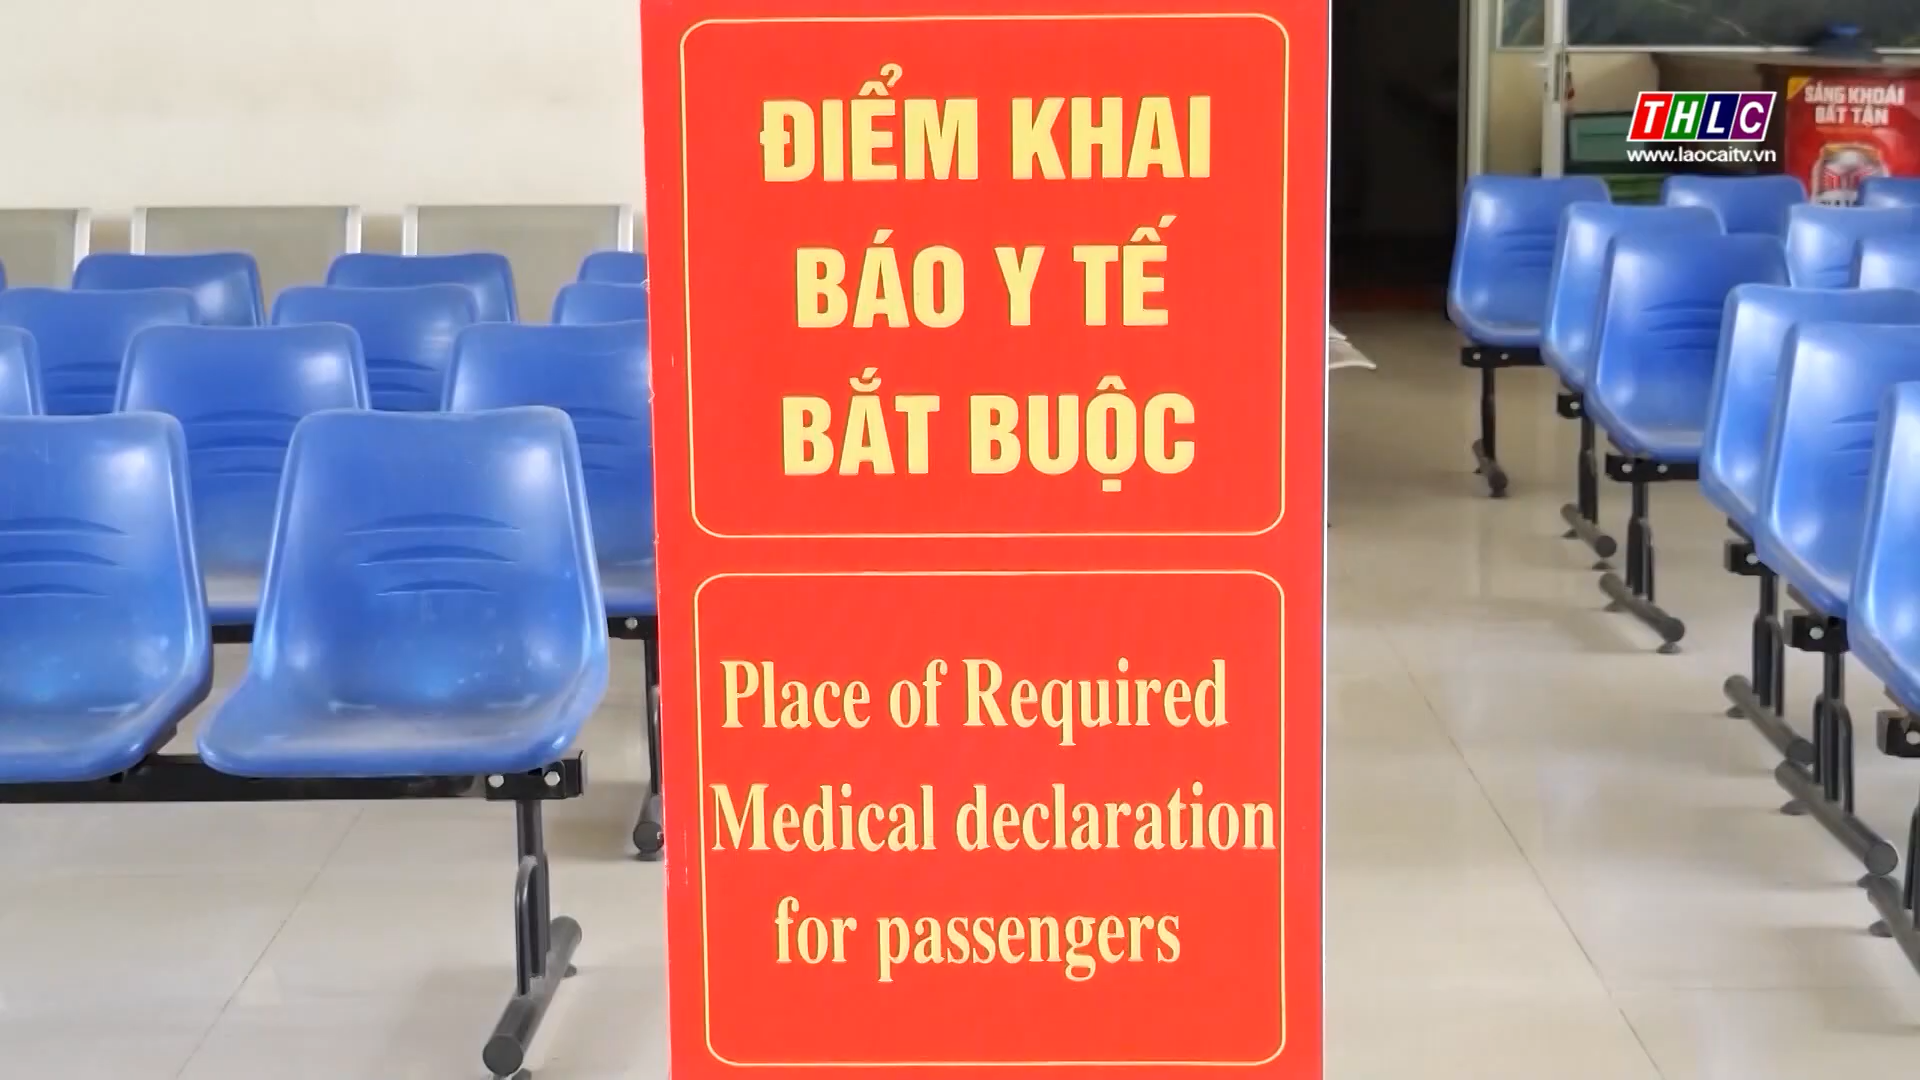 ĐIỂM KHAI
BÁO Y TẾ
BẮT BUỘC
Place of Required
Medical declaration
for passengers
THLC
www.laocaitv.vn
SẢNG KHOÁI
BẤT TẬN